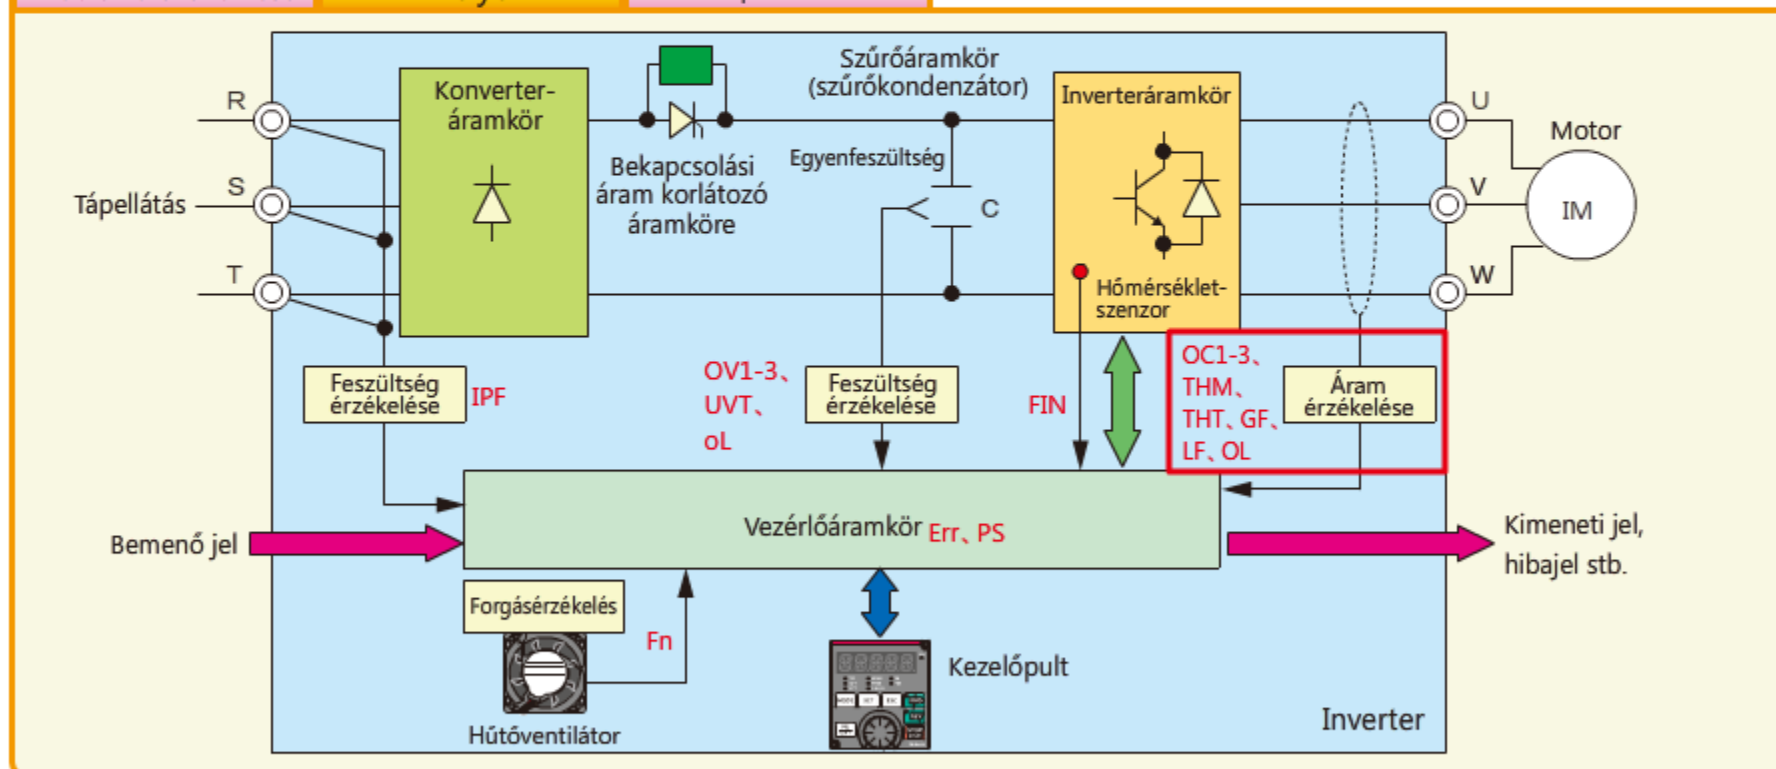 Konverter-
áramkör
Szűrőáramkör
(szűrőkondenzátor)
Inverteráramkör
R
S
T
Tápellátás
Bekapcsolási
áram korlátozó
áramköre
Egyenfeszültség
C
Hőmérséklet-
szenzor
U
V
W
Motor
IM
Feszültség
érzékelése
IPF
OV1-3、
UVT、
oL
Feszültség
érzékelése
FIN
OC1-3、
THM、
THT、GF、
LF、OL
Áram
érzékelése
Bemenő jel
Vezérlőáramkör
Err、PS
Kimeneti jel,
hibajel stb.
Forgásérzékelés
Fn
Hűtőventilátor
Kezelőpult
Inverter